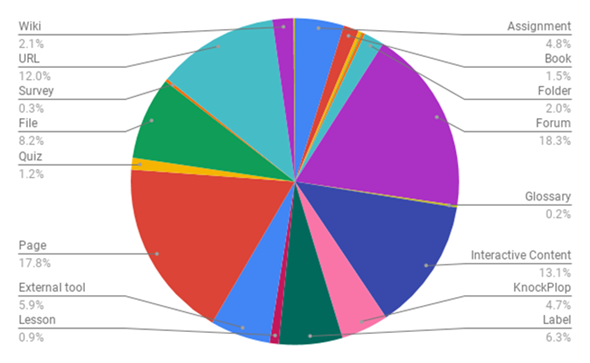 Wiki
2.1%
URL
12.0%
Survey
0.3%
File
8.2%
Quiz
1.2%
Page
17.8%
External tool
5.9%
Lesson
0.9%
Assignment
4.8%
Book
1.5%
Folder
2.0%
Forum
18.3%
Glossary
0.2%
Interactive Content
13.1%
KnockPlop
4.7%
Label
6.3%